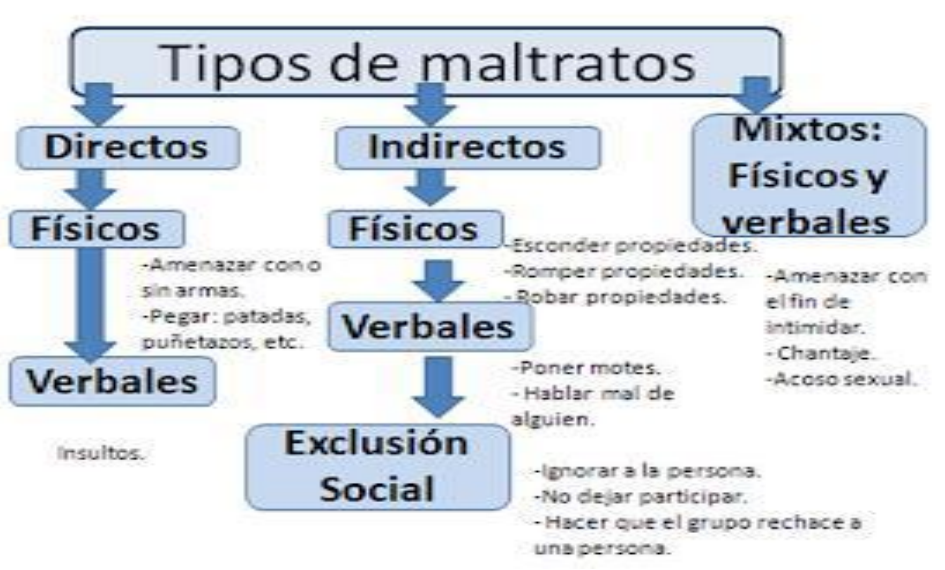 Tipos de maltratos
Directos
Físicos
-Amenazar con o
sin armas.
-Pegar: patadas,
puñetazos, etc.
Verbales
Insultos.
Indirectos
Físicos
-Esconder propiedades.
-Romper propiedades.
- Robar propiedades.
Verbales
-Poner motes.
- Hablar mal de
alguien.
Exclusión
Social
-Ignorar a la persona.
-No dejar participar.
- Hacer que el grupo rechace a
una persona.
Mixtos:
Físicos y
verbales
-Amenazar con
el fin de
intimidar.
- Chantaje.
-Acoso sexual.